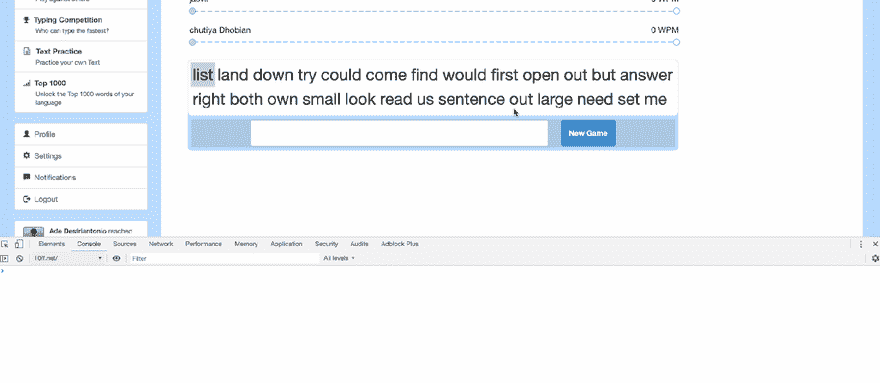 Typing Competition
Who can type the fastest?
Text Practice
Practice your own Text
Top 1000
Unlock the Top 1000 words of your
language
Profile
Settings
Notifications
Logout
Ade Desiriantonio reached
0 WPM
chutiya Dhobian 0 WPM
list land down try could come find would first open out but answer
right both own small look read us sentence out large need set me
New Game
Elements Console Sources Network Performance Memory Application Security Audits Adblock Plus
Filter All levels